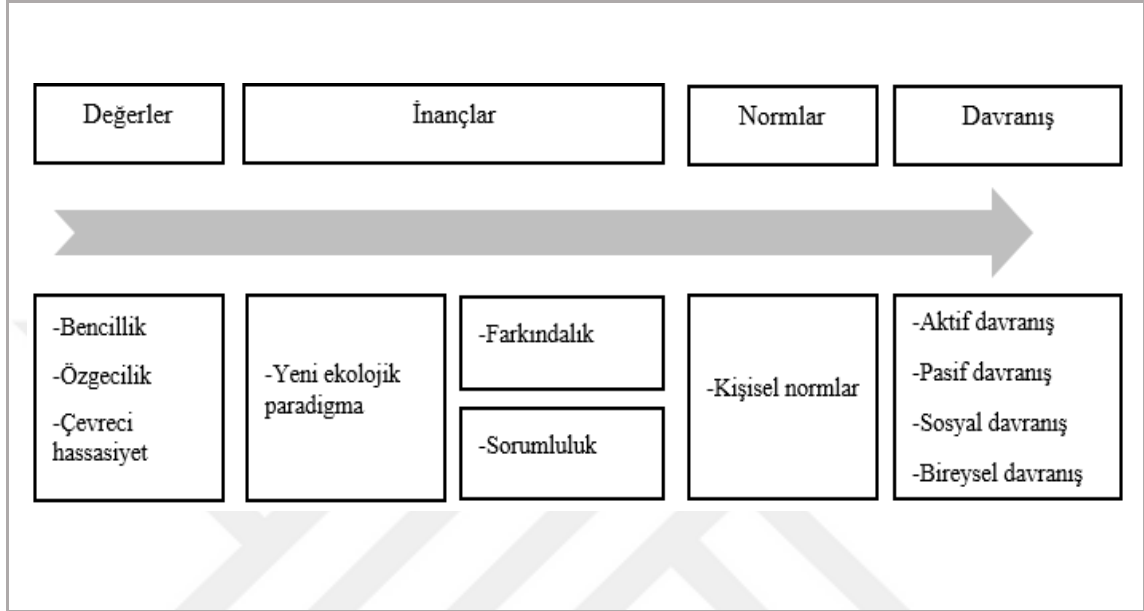 Değerler
İnançlar
Normlar
Davranış
-Bencillik
-Özgecilik
-Çevreci
hassasiyet
-Yeni ekolojik
paradigma
-Farkındalık
-Sorumluluk
-Kişisel normlar
-Aktif davranış
-Pasif davranış
-Sosyal davranış
-Bireysel davranış